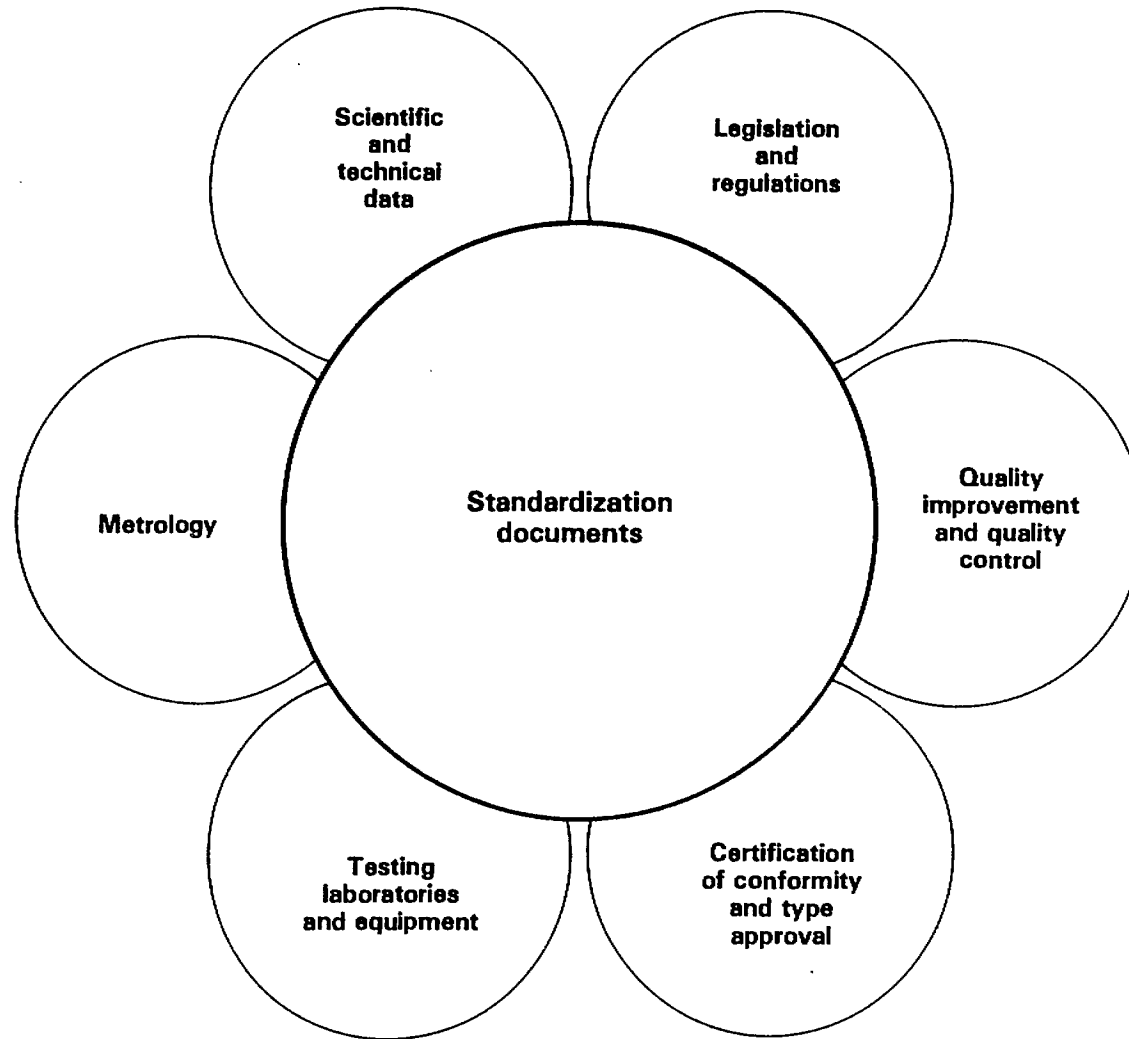 Scientific
and
technical
data
Legislation
and
regulations
Metrology
Standardization
documents
Quality
improvement
and quality
control
Testing
laboratories
and equipment
Certification
of conformity
and type
approval